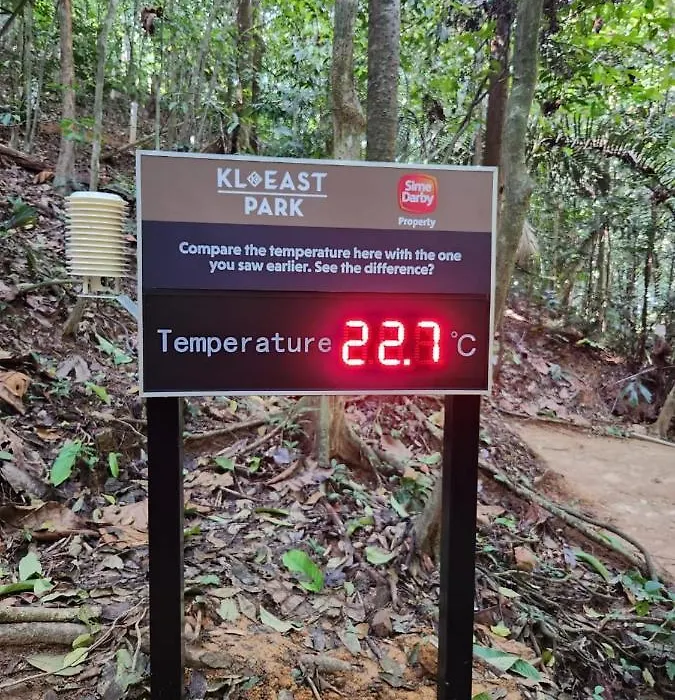 KL EAST
PARK
Sime
Darby
Property
Compare the temperature here with the one
you saw earlier. See the difference?
Temperature 22.7 °C